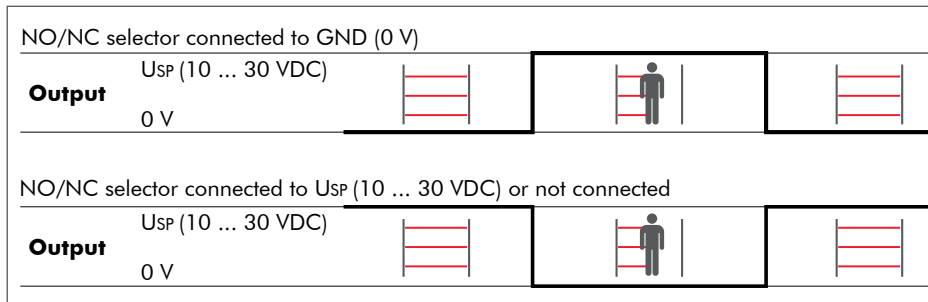 NO/NC selector connected to GND (0 V)
USP (10 ... 30 VDC)
Output
0 V
NO/NC selector connected to USP (10 ... 30 VDC) or not connected
USP (10 ... 30 VDC)
Output
0 V